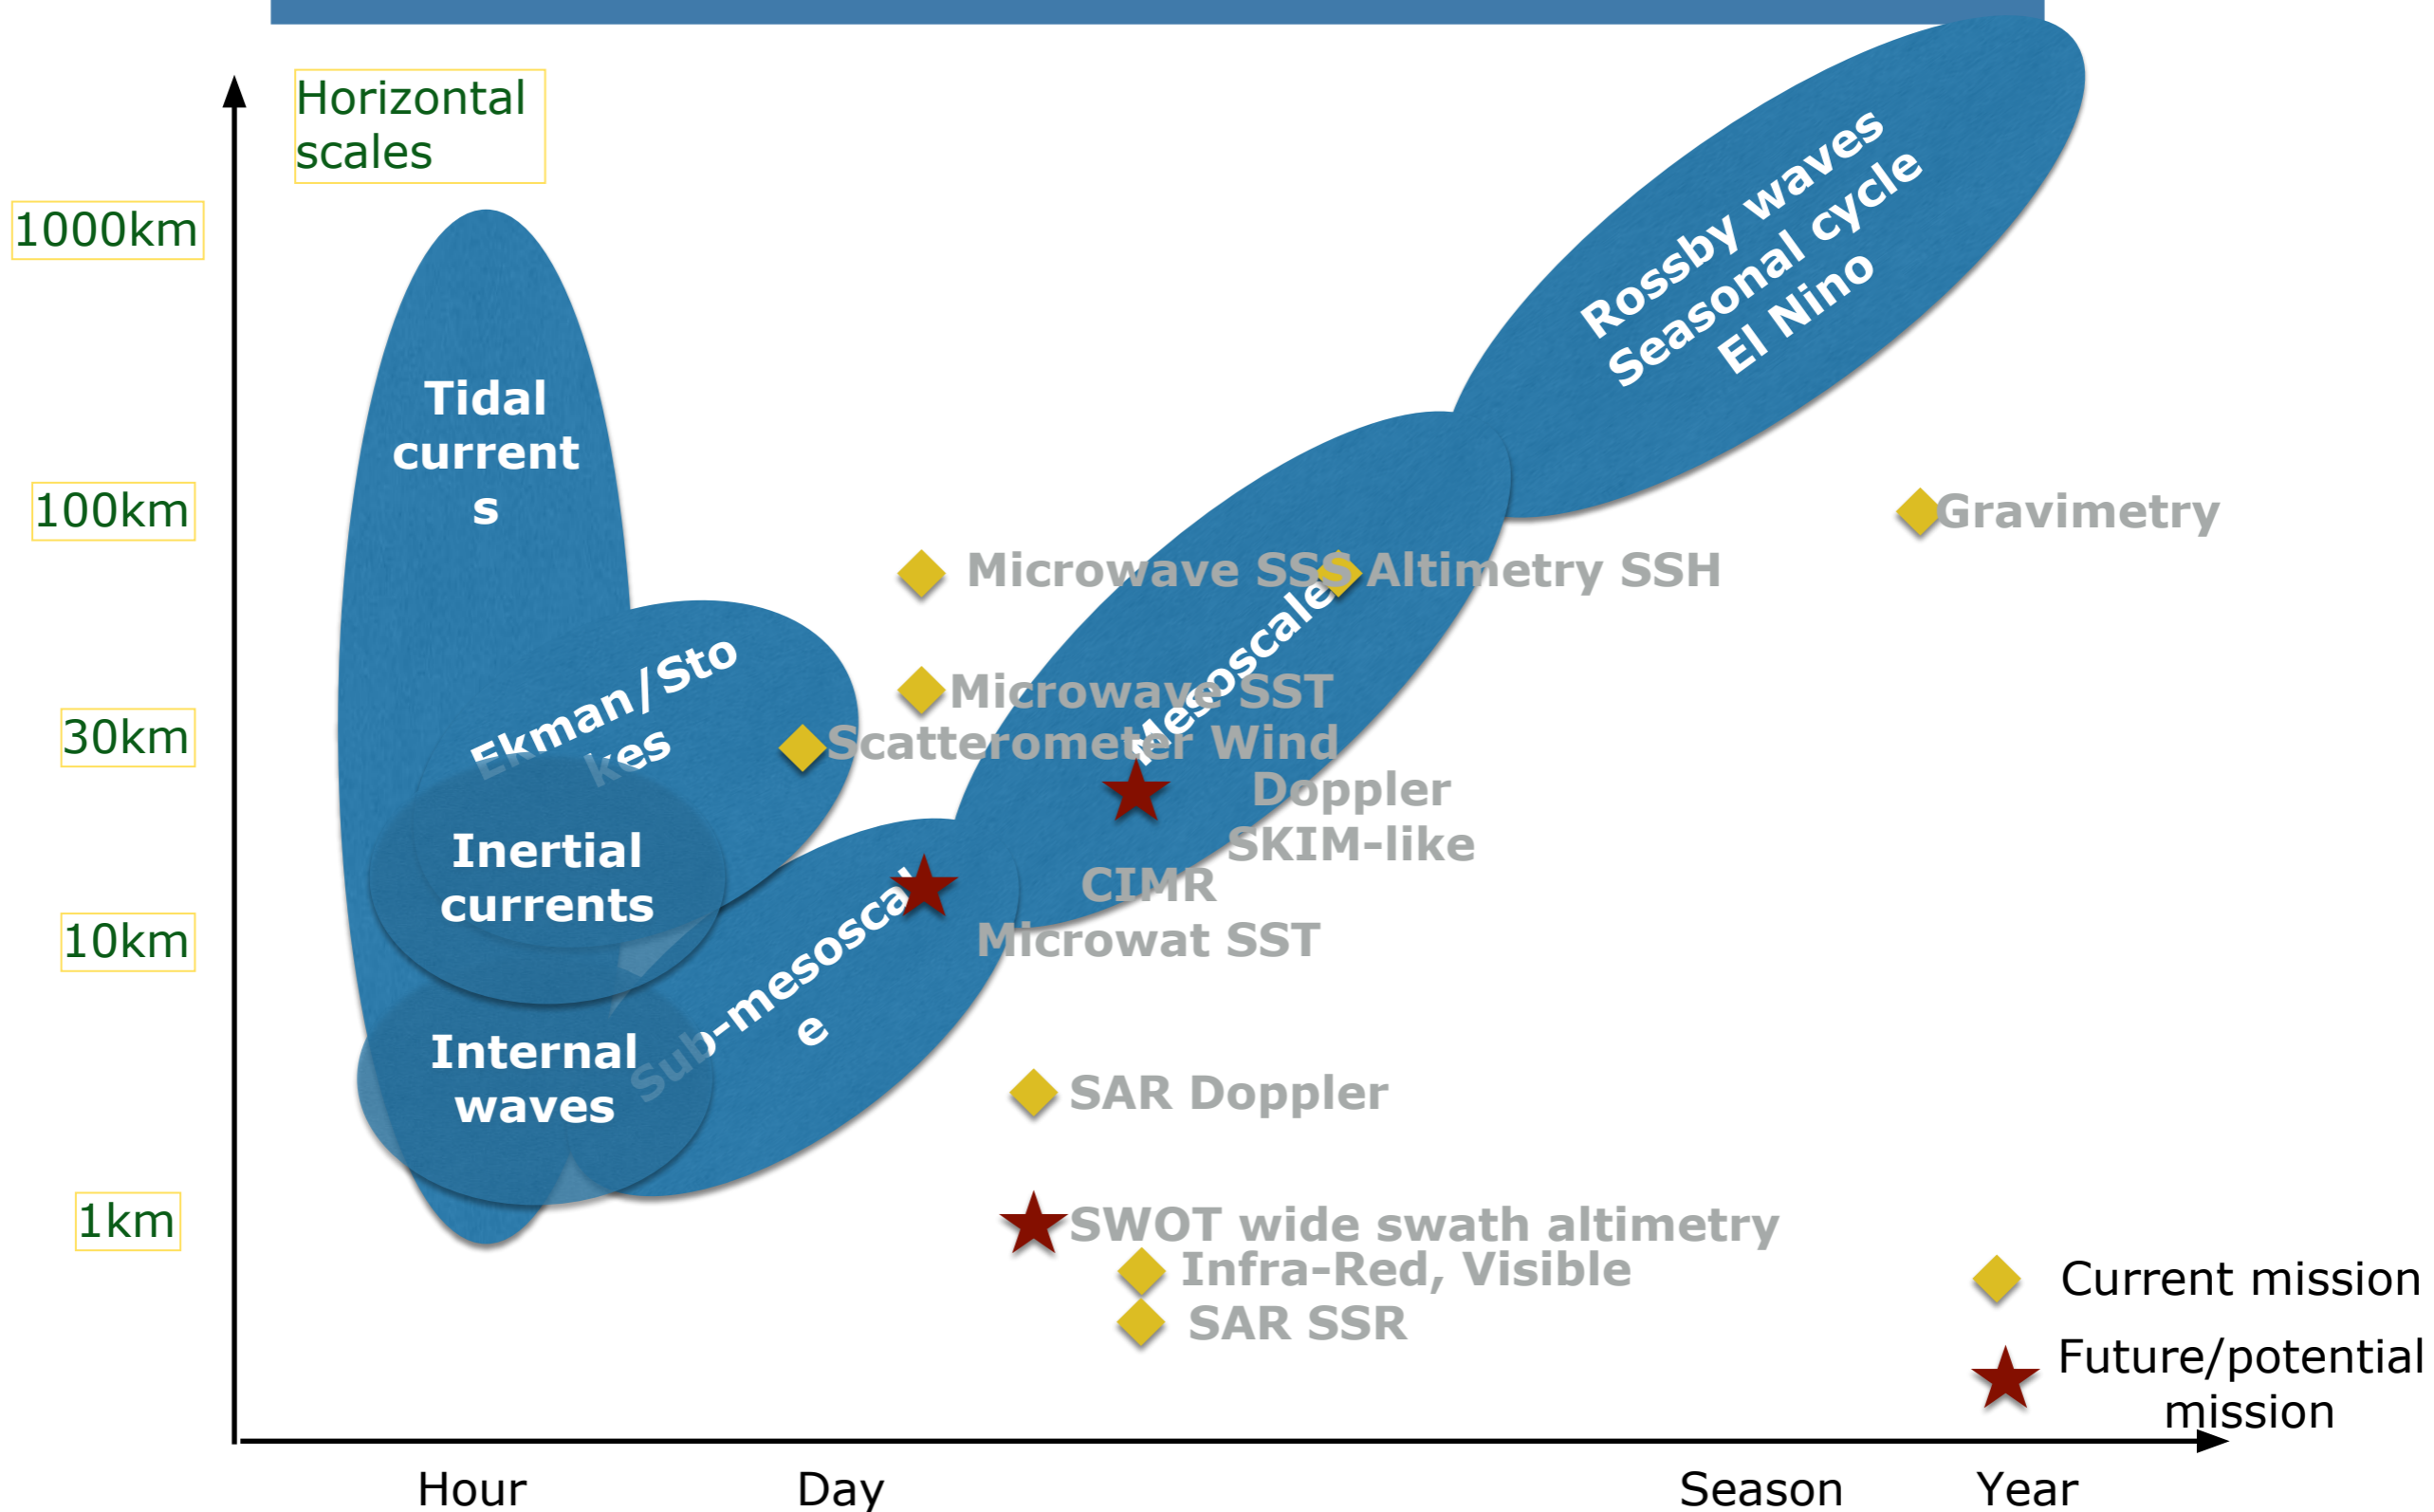 Horizontal
scales
1000km
100km
30km
10km
1km
Rossby waves
Seasonal cycle
El Nino
Tidal
current
s
Gravimetry
Microwave SSS
Altimetry SSH
Mesoscale
Ekman/Sto
kes
Microwave SST
Scatterometer Wind
Doppler
SKIM-like
Inertial
currents
CIMR
Microwat SST
Sub-mesoscal
e
Internal
waves
SAR Doppler
SWOT wide swath altimetry
Infra-Red, Visible
SAR SSR
Current mission
Future/potential
mission
Hour
Day
Season
Year